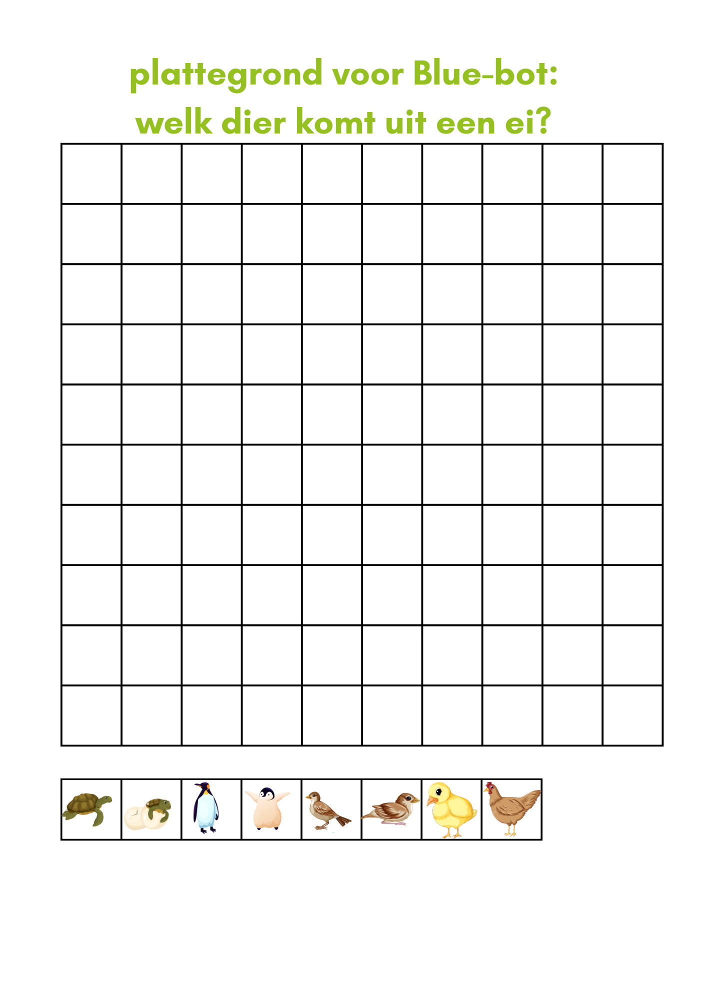 plattegrond voor Blue-bot:
welk dier komt uit een ei?